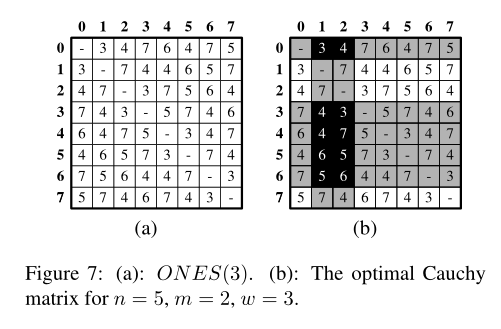 0 1 2 3 4 5 6 7 0 1 2 3 4 5 6 7
0 - 3 4 7 6 4 7 5 0 - 3 4 7 6 4 7 5
1 3 - 7 4 4 6 5 7 1 3 - 7 4 4 6 5 7
2 4 7 - 3 7 5 6 4 2 4 7 - 3 7 5 6 4
3 7 4 3 - 5 7 4 6 3 7 4 3 - 5 7 4 6
4 6 4 7 5 - 3 4 7 4 6 4 7 5 - 3 4 7
5 4 6 5 7 3 - 7 4 5 4 6 5 7 3 - 7 4
6 7 5 6 4 4 7 - 3 6 7 5 6 4 4 7 - 3
7 5 7 4 6 7 4 3 - 7 5 7 4 6 7 4 3 -
(a) (b)
Figure 7: (a): ONES(3). (b): The optimal Cauchy
matrix for n = 5, m = 2, w = 3.